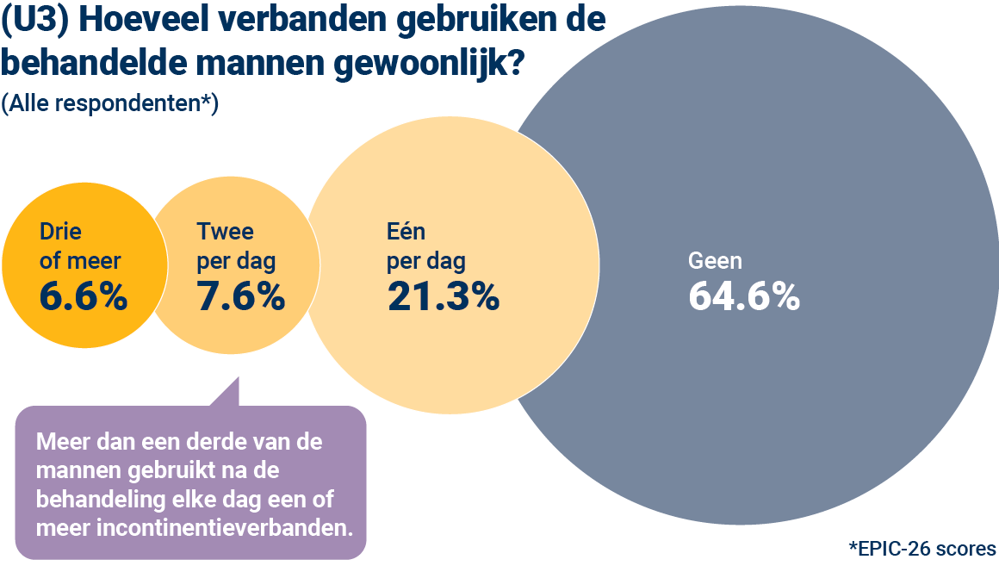 (U3) Hoeveel verbanden gebruiken de
behandelde mannen gewoonlijk?
(Alle respondenten*)
Drie
of meer
6.6%
Twee
per dag
7.6%
Eén
per dag
21.3%
Geen
64.6%
Meer dan een derde van de
mannen gebruikt na de
behandeling elke dag een of
meer incontinentieverbanden.
*EPIC-26 scores